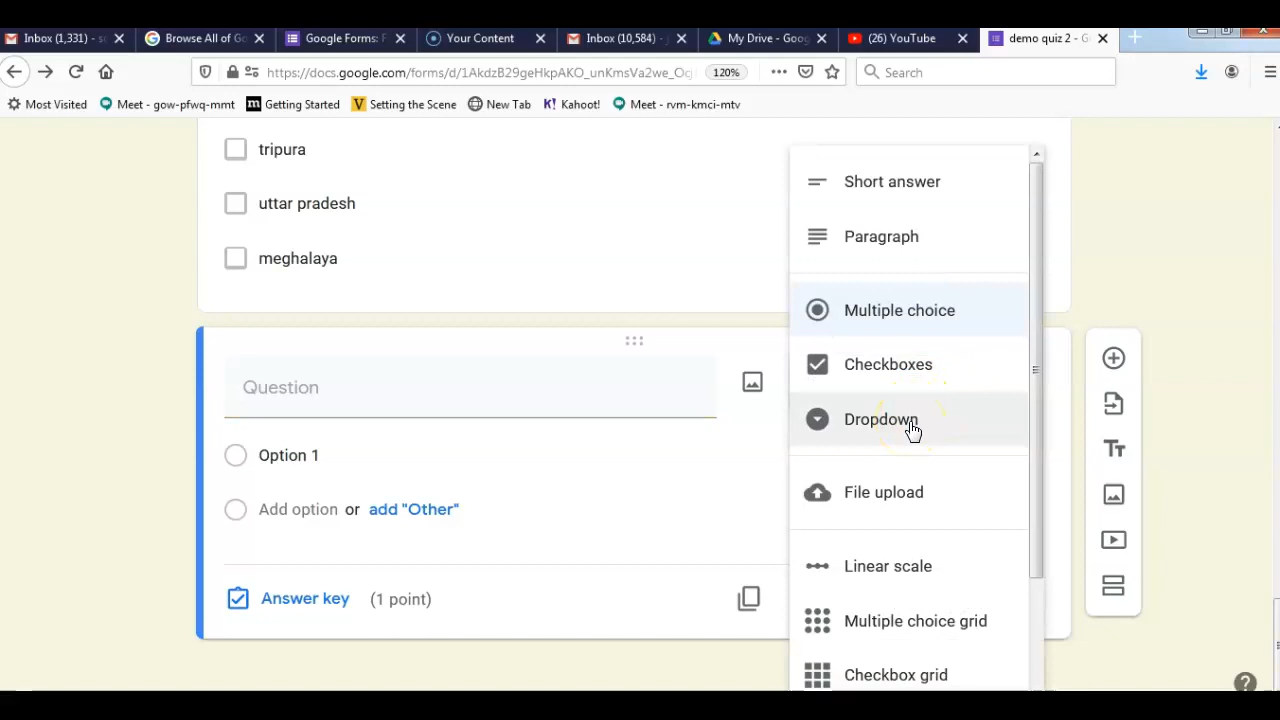 Inbox (1,331) - s
Browse All of Go
Google Forms: F
Your Content
Inbox (10,584) -
My Drive - Goog
(26) YouTube
demo quiz 2 - G
https://docs.google.com/forms/d/1AkdzB29geHkpAKO_unKmsVa2we_Og
120%
Search
Most Visited
Meet - gow-pfwq-mmt
Getting Started
Setting the Scene
New Tab
Kahoot!
Meet - rvm-kmci-mtv
tripura
uttar pradesh
meghalaya
Question
Option 1
Add option or add "Other"
Answer key (1 point)
Short answer
Paragraph
Multiple choice
Checkboxes
Dropdown
File upload
Linear scale
Multiple choice grid
Checkbox grid